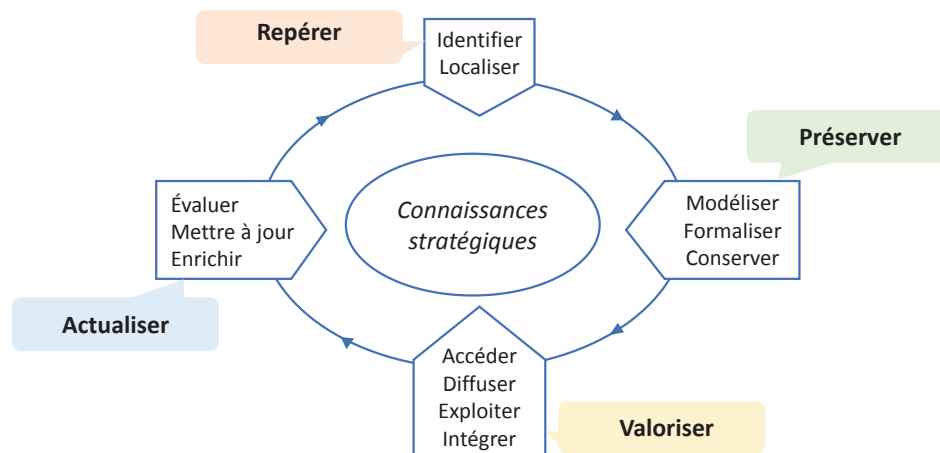 Repérer
Identifier
Localiser
Préserver
Modéliser
Formaliser
Conserver
Connaissances
stratégiques
Évaluer
Mettre à jour
Enrichir
Actualiser
Accéder
Diffuser
Exploiter
Intégrer
Valoriser